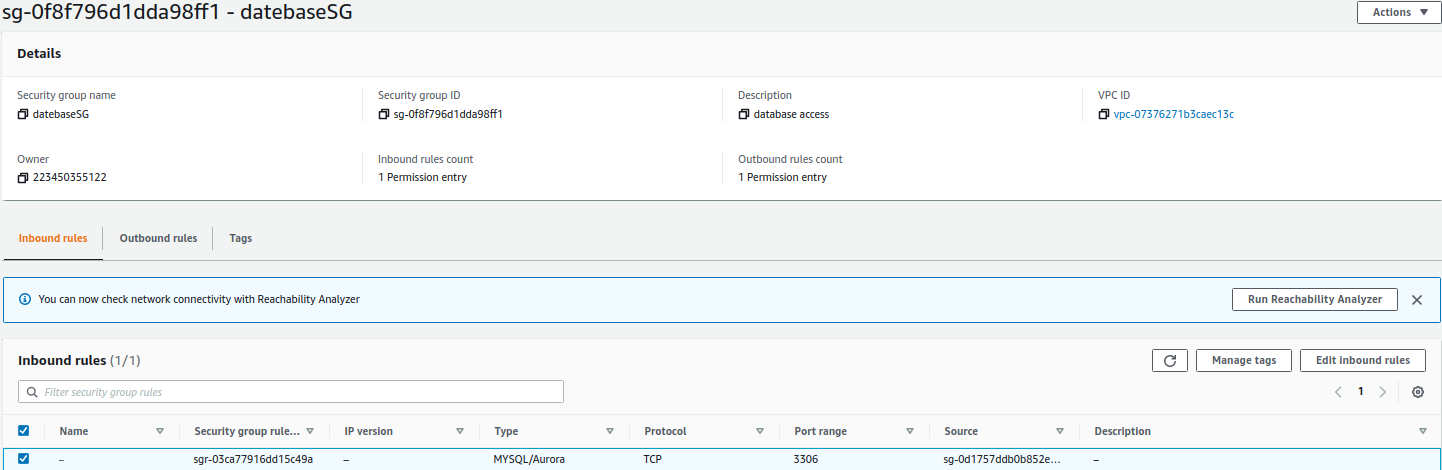 sg-0f8f796d1dda98ff1 - datebaseSG
Actions
Details
Security group name
Security group ID
Description
VPC ID
datebaseSG
sg-0f8f796d1dda98ff1
database access
vpc-07376271b3caec13c
Owner
Inbound rules count
Outbound rules count
223450355122
1 Permission entry
1 Permission entry
Inbound rules
Outbound rules
Tags
You can now check network connectivity with Reachability Analyzer
Run Reachability Analyzer
Inbound rules (1/1)
Manage tags
Edit inbound rules
Filter security group rules
1
Name
Security group rule...
IP version
Type
Protocol
Port range
Source
Description
–
sgr-03ca77916dd15c49a
–
MYSQL/Aurora
TCP
3306
sg-0d1757ddb0b852e...
–